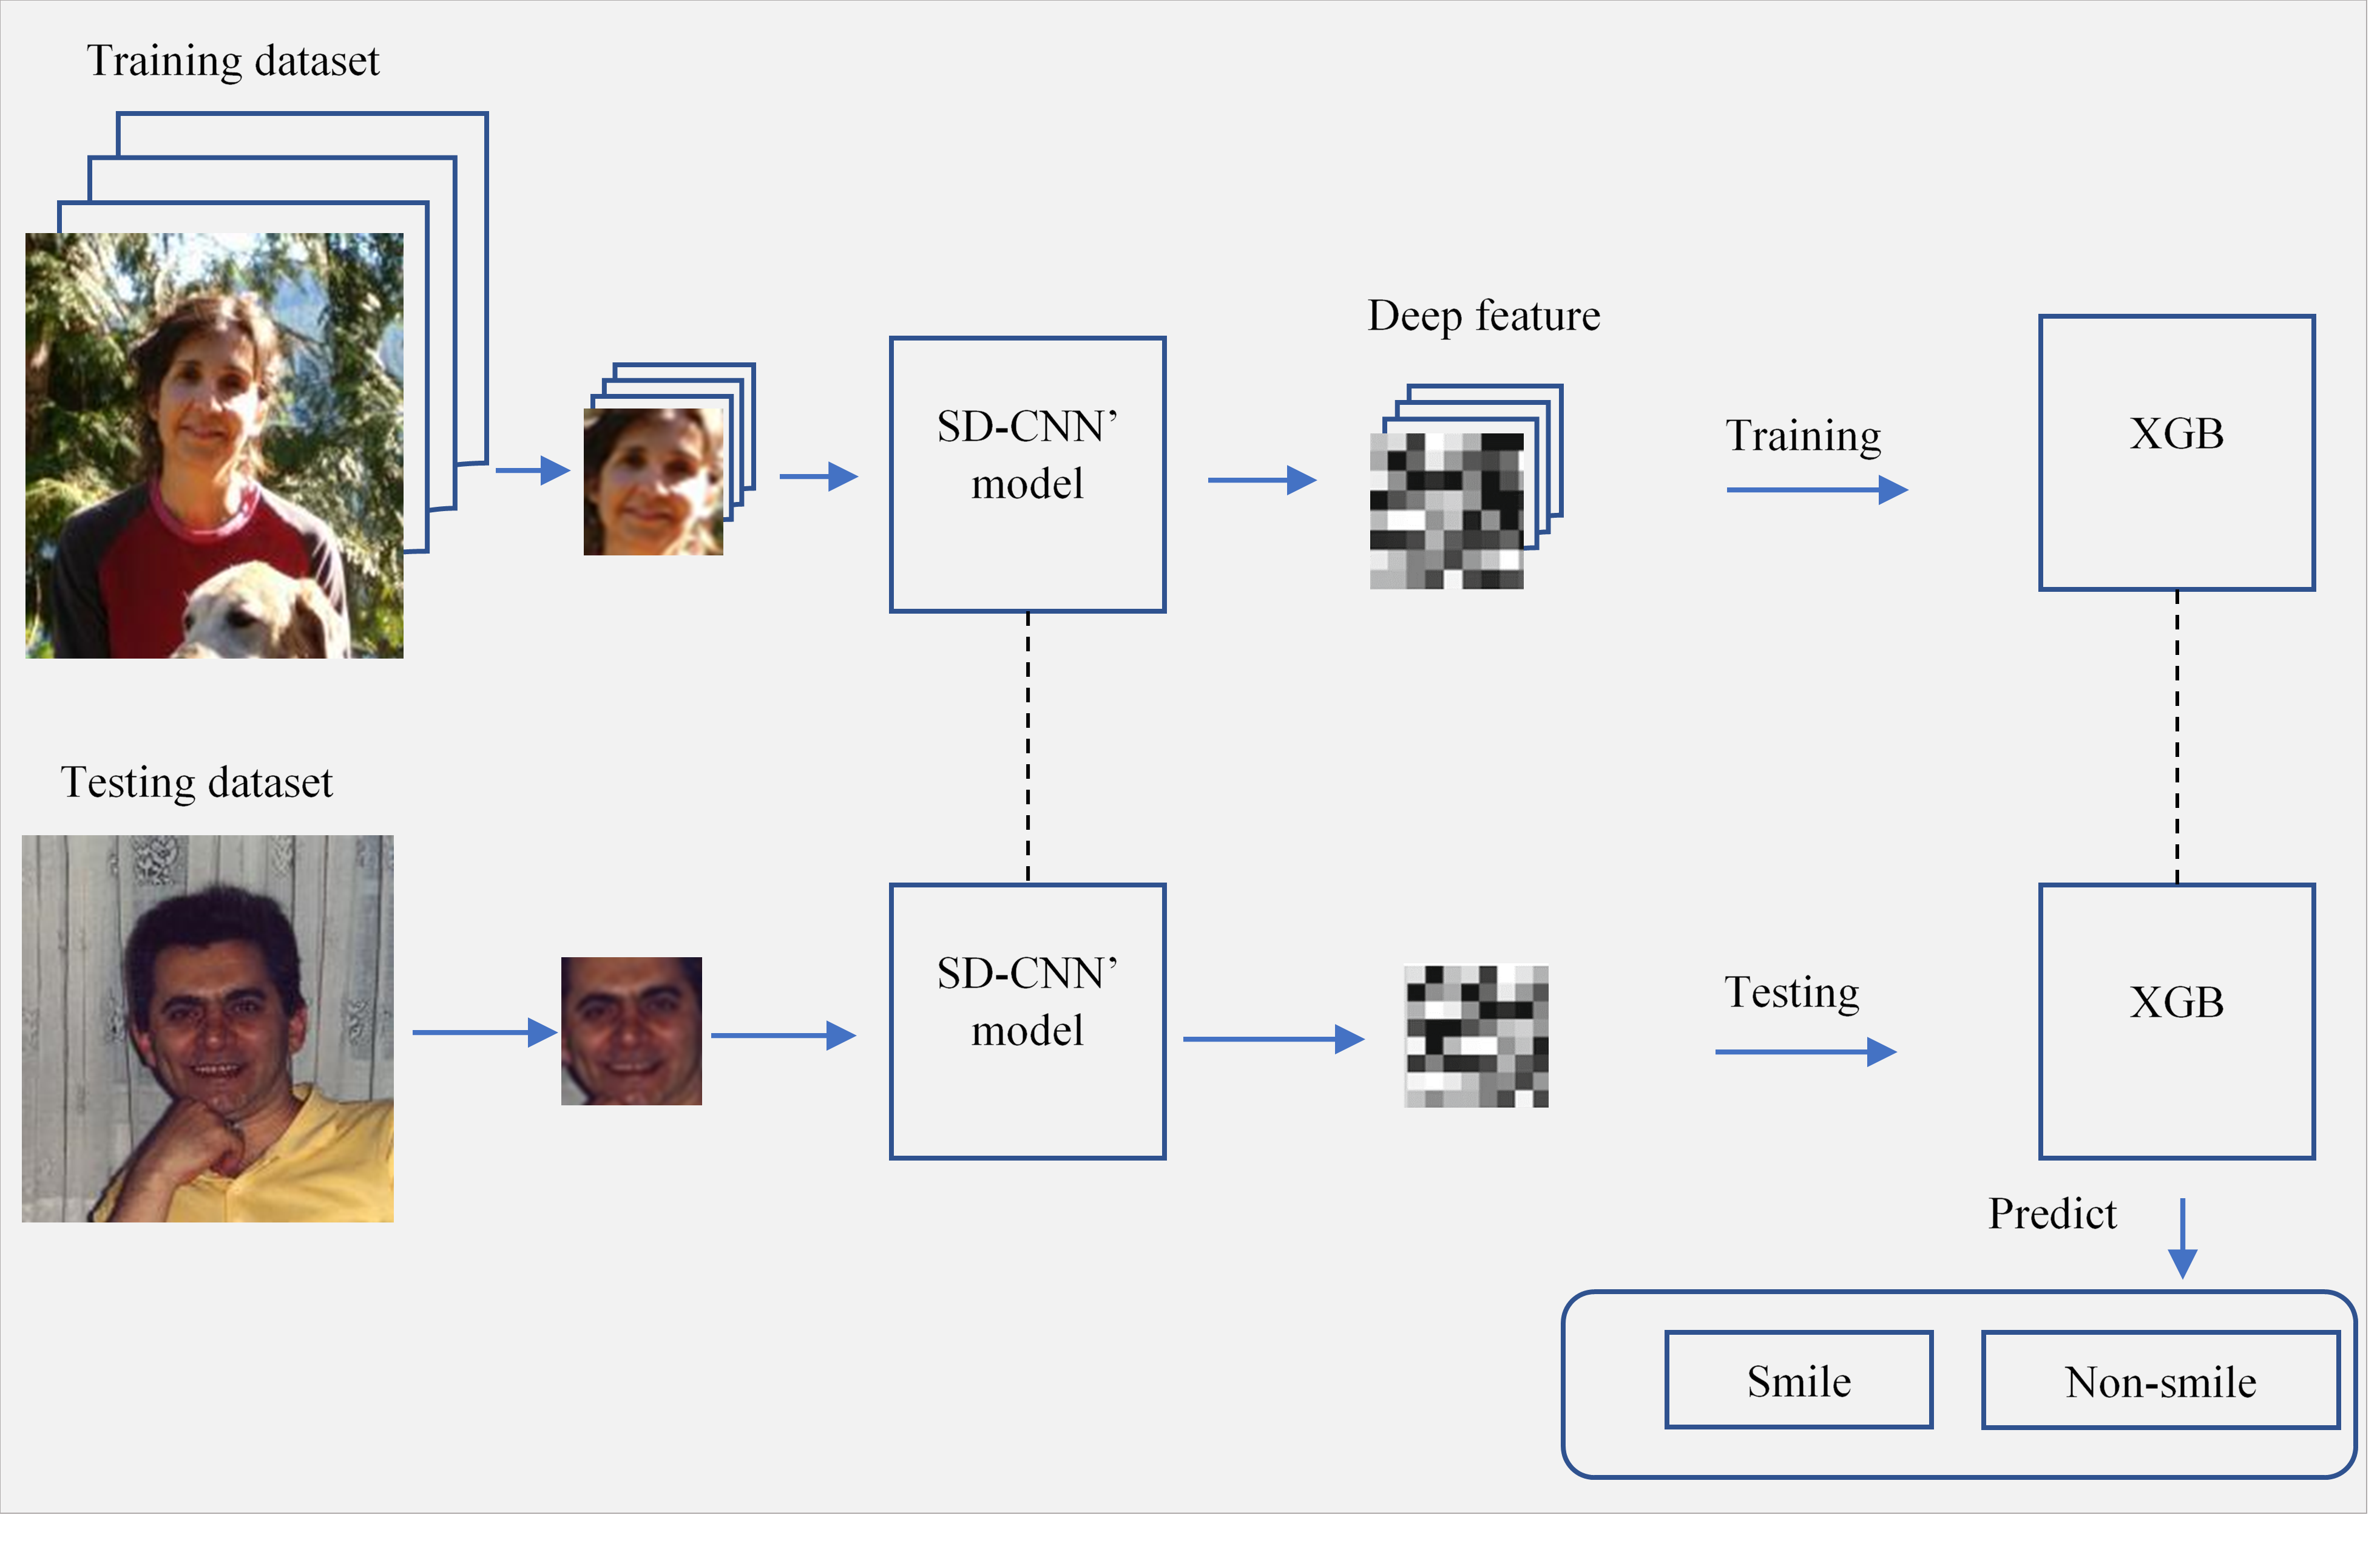 Training dataset
Deep feature
SD-CNN’
model
Training
XGB
Testing dataset
SD-CNN’
model
Testing
XGB
Predict
Smile
Non-smile